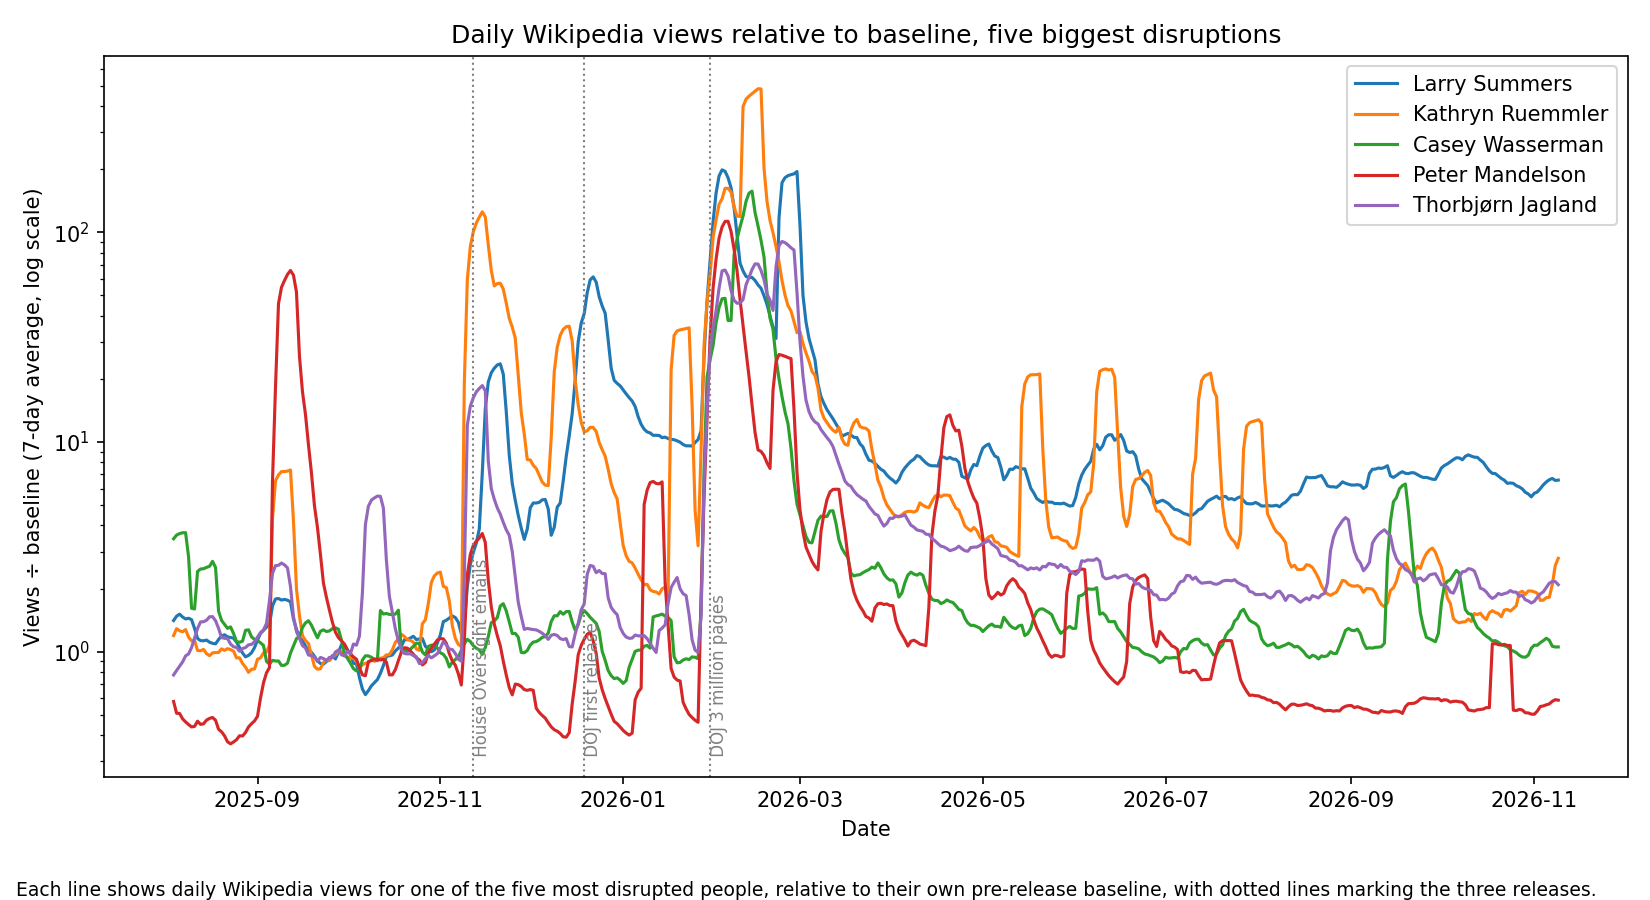 Daily Wikipedia views relative to baseline, five biggest disruptions
Larry Summers
Kathryn Ruemmler
Casey Wasserman
Peter Mandelson
Thorbjørn Jagland
Views ÷ baseline (7-day average, log scale)
10²
10¹
10⁰
House Oversight emails
DOJ first release
DOJ 3 million pages
2025-09
2025-11
2026-01
2026-03
2026-05
2026-07
2026-09
2026-11
Date
Each line shows daily Wikipedia views for one of the five most disrupted people, relative to their own pre-release baseline, with dotted lines marking the three releases.